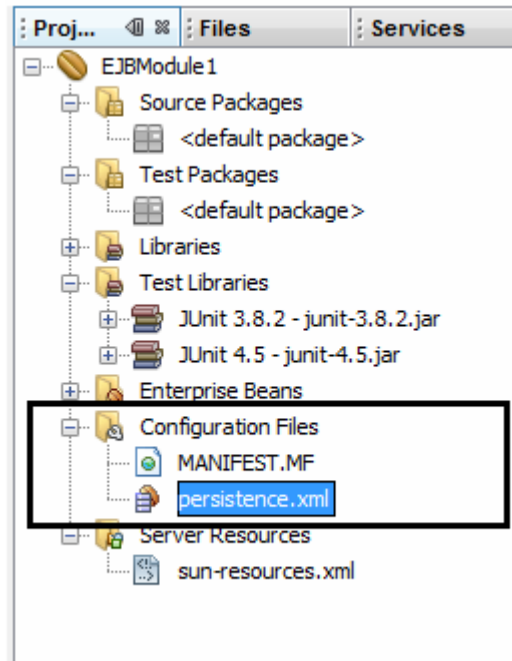 Proj... Files Services
EJBModule1
Source Packages
<default package>
Test Packages
<default package>
Libraries
Test Libraries
JUnit 3.8.2 - junit-3.8.2.jar
JUnit 4.5 - junit-4.5.jar
Enterprise Beans
Configuration Files
MANIFEST.MF
persistence.xml
Server Resources
sun-resources.xml